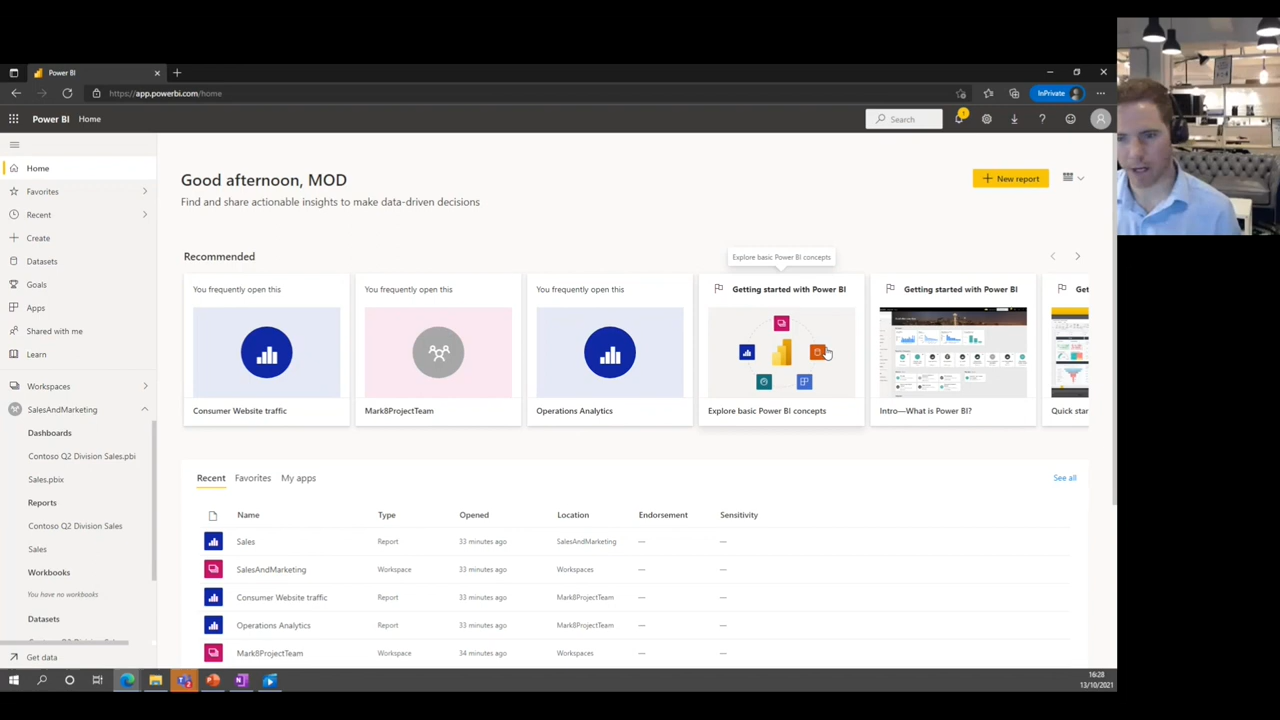 Power BI
https://app.powerbi.com/home
InPrivate
Power BI Home
Search
1
Home
Favorites
Recent
Create
Datasets
Goals
Apps
Shared with me
Learn
Workspaces
SalesAndMarketing
Dashboards
Contoso Q2 Division Sales.pbi
Sales.pbix
Reports
Contoso Q2 Division Sales
Sales
Workbooks
You have no workbooks
Datasets
Get data
Good afternoon, MOD
Find and share actionable insights to make data-driven decisions
New report
Recommended
Explore basic Power BI concepts
You frequently open this
Consumer Website traffic
You frequently open this
Mark8ProjectTeam
You frequently open this
Operations Analytics
Getting started with Power BI
Explore basic Power BI concepts
Getting started with Power BI
Intro—What is Power BI?
Get
Quick star
Recent Favorites My apps
See all
Name Type Opened Location Endorsement Sensitivity
Sales Report 33 minutes ago SalesAndMarketing — —
SalesAndMarketing Workspace 33 minutes ago Workspaces — —
Consumer Website traffic Report 33 minutes ago Mark8ProjectTeam — —
Operations Analytics Report 33 minutes ago Mark8ProjectTeam — —
Mark8ProjectTeam Workspace 34 minutes ago Workspaces — —
16:28
13/10/2021